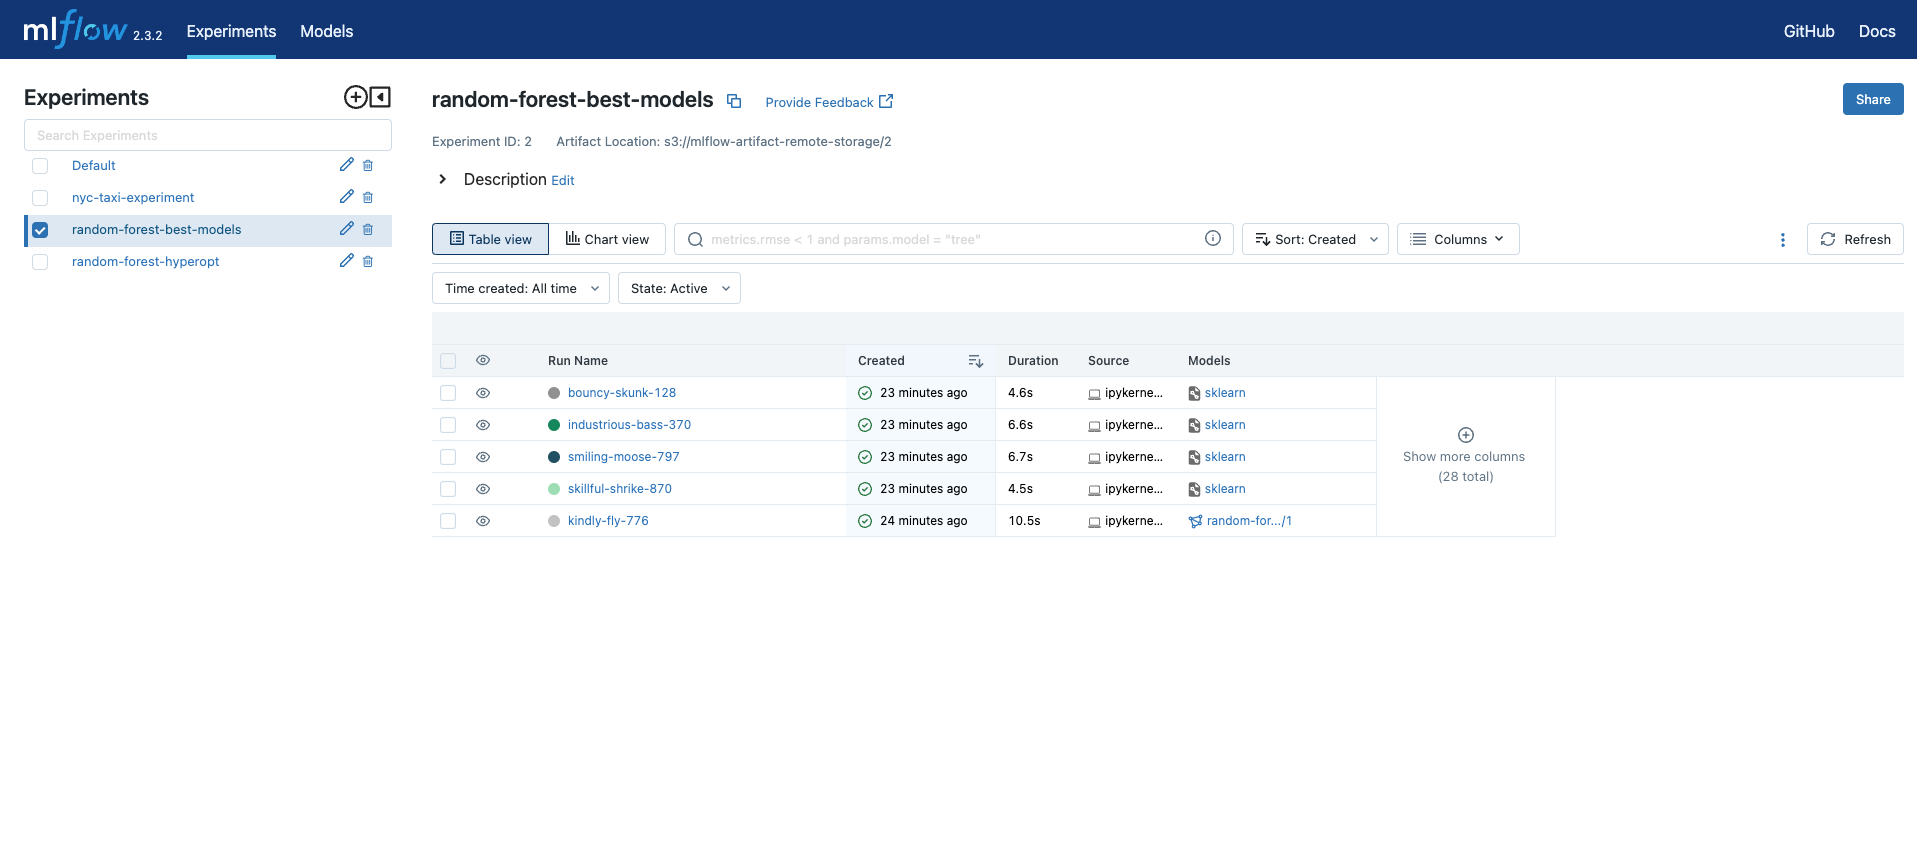 mlflow 2.3.2 Experiments Models GitHub Docs
Experiments
Search Experiments
Default
nyc-taxi-experiment
random-forest-best-models
random-forest-hyperopt
random-forest-best-models Provide Feedback Share
Experiment ID: 2 Artifact Location: s3://mlflow-artifact-remote-storage/2
Description Edit
Table view Chart view metrics.rmse < 1 and params.model = "tree" Sort: Created Columns Refresh
Time created: All time State: Active
Run Name Created Duration Source Models
bouncy-skunk-128 23 minutes ago 4.6s ipykerne... sklearn
industrious-bass-370 23 minutes ago 6.6s ipykerne... sklearn
smiling-moose-797 23 minutes ago 6.7s ipykerne... sklearn
skillful-shrike-870 23 minutes ago 4.5s ipykerne... sklearn
kindly-fly-776 24 minutes ago 10.5s ipykerne... random-for.../1
Show more columns
(28 total)